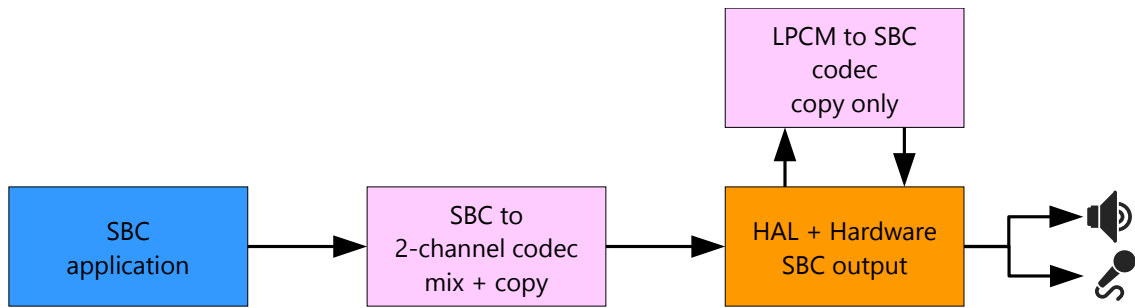 LPCM to SBC
codec
copy only
SBC
application
SBC to
2-channel codec
mix + copy
HAL + Hardware
SBC output